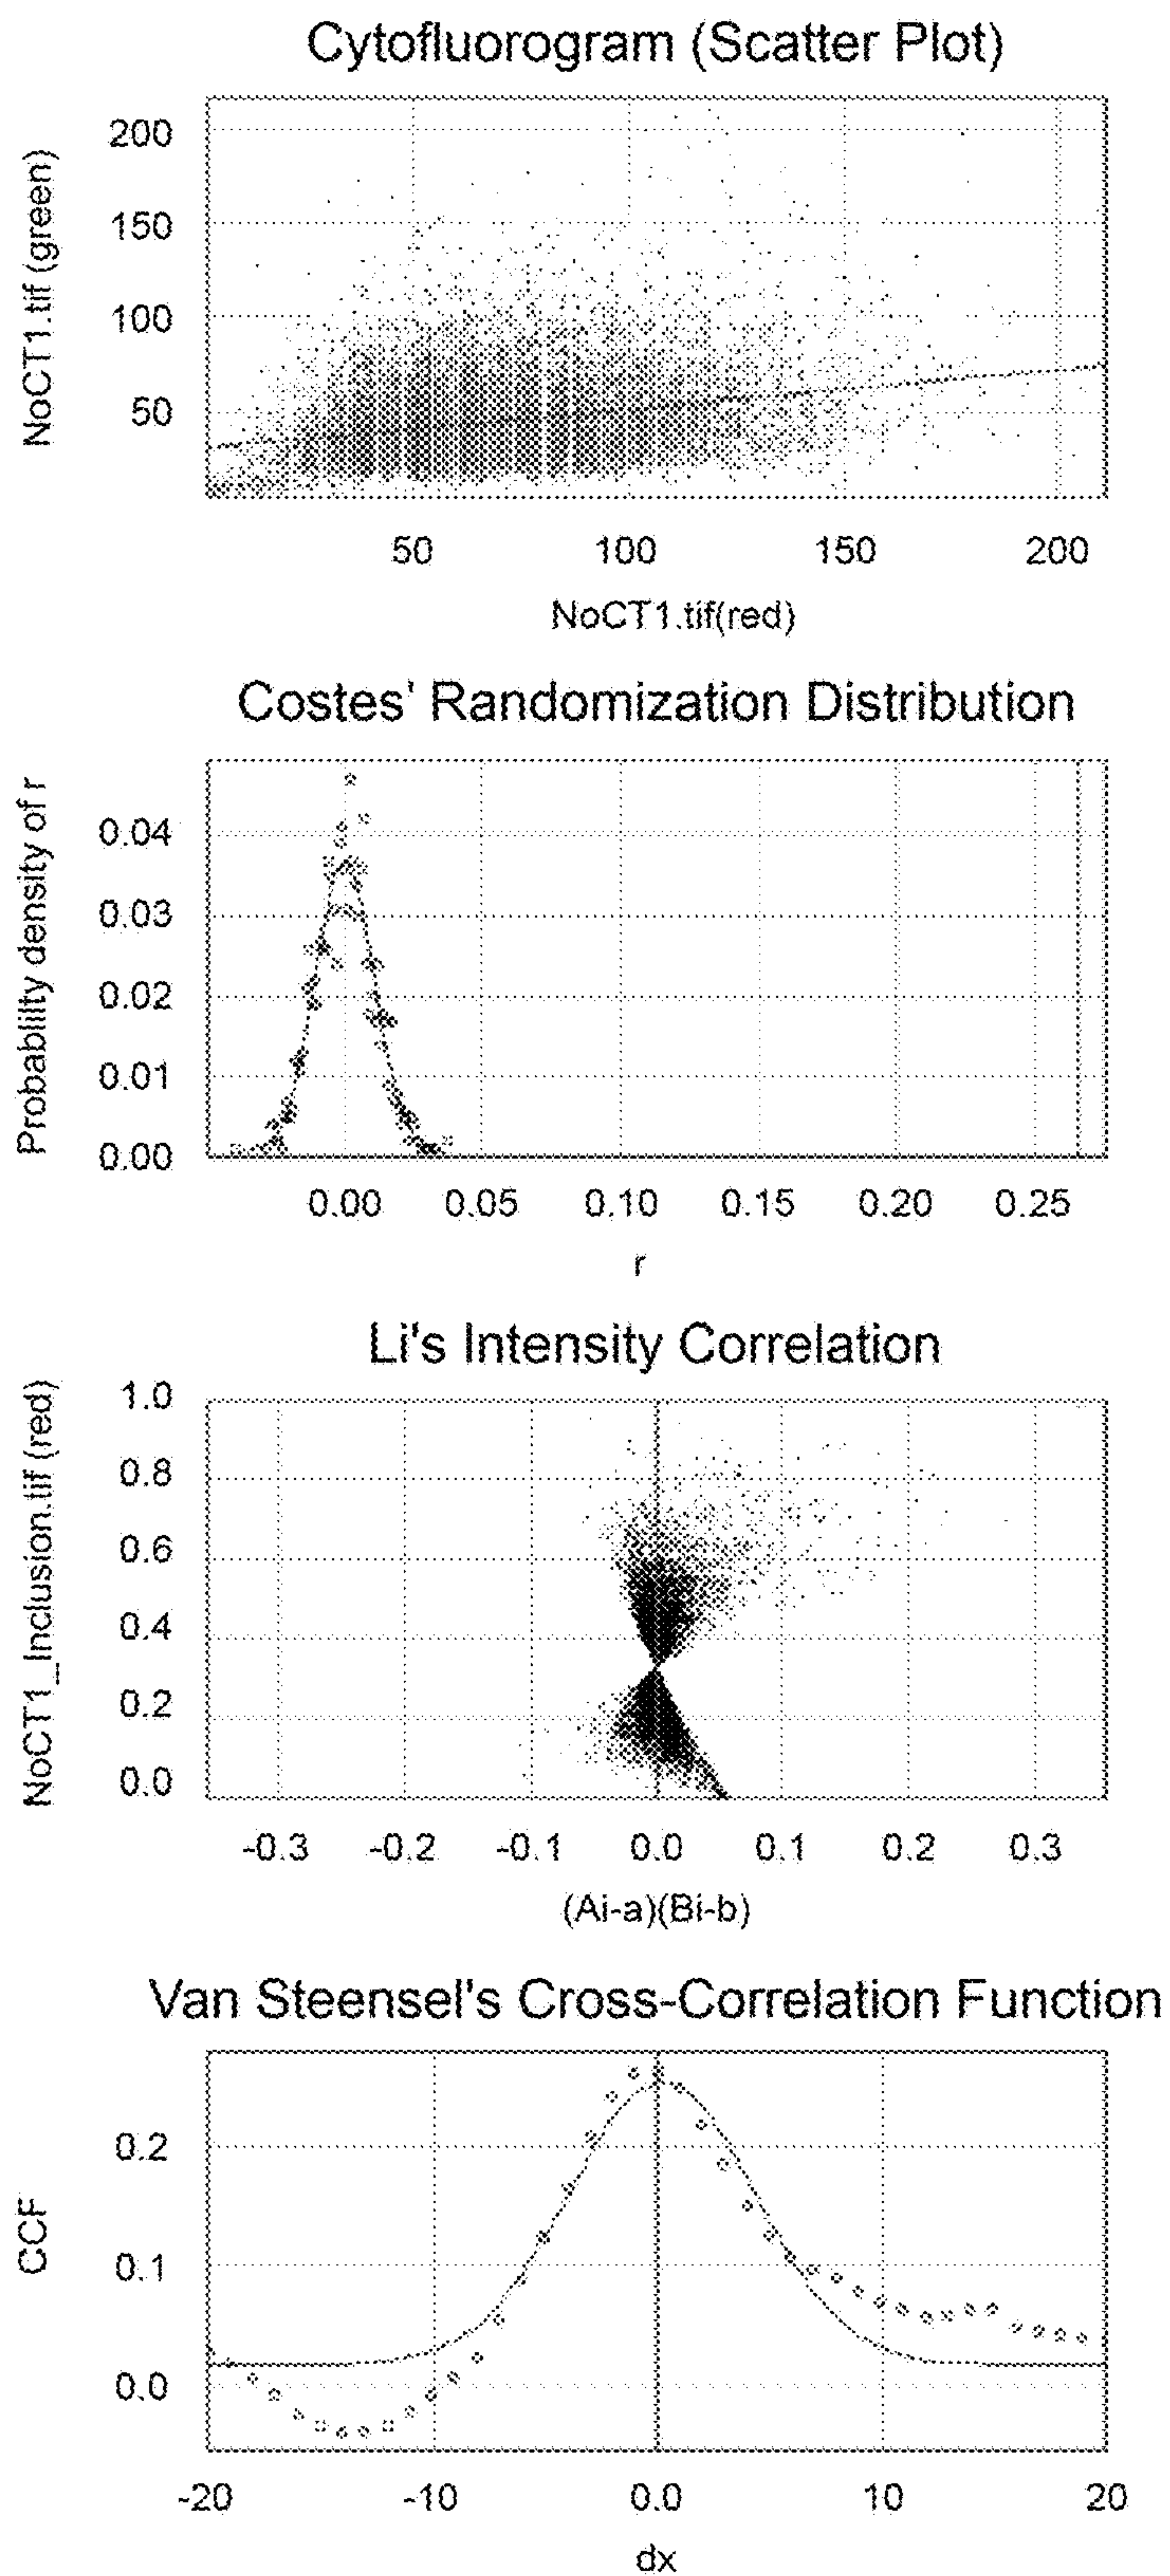 Cytofluorogram (Scatter Plot)
NoCT1.tif (green)
200
150
100
50
50 100 150 200
NoCT1.tif(red)
Costes' Randomization Distribution
Probability density of r
0.04
0.03
0.02
0.01
0.00
0.00 0.05 0.10 0.15 0.20 0.25
r
Li's Intensity Correlation
NoCT1_Inclusion.tif (red)
1.0
0.8
0.6
0.4
0.2
0.0
-0.3 -0.2 -0.1 0.0 0.1 0.2 0.3
(Ai-a)(Bi-b)
Van Steensel's Cross-Correlation Function
CCF
0.2
0.1
0.0
-20 -10 0.0 10 20
dx